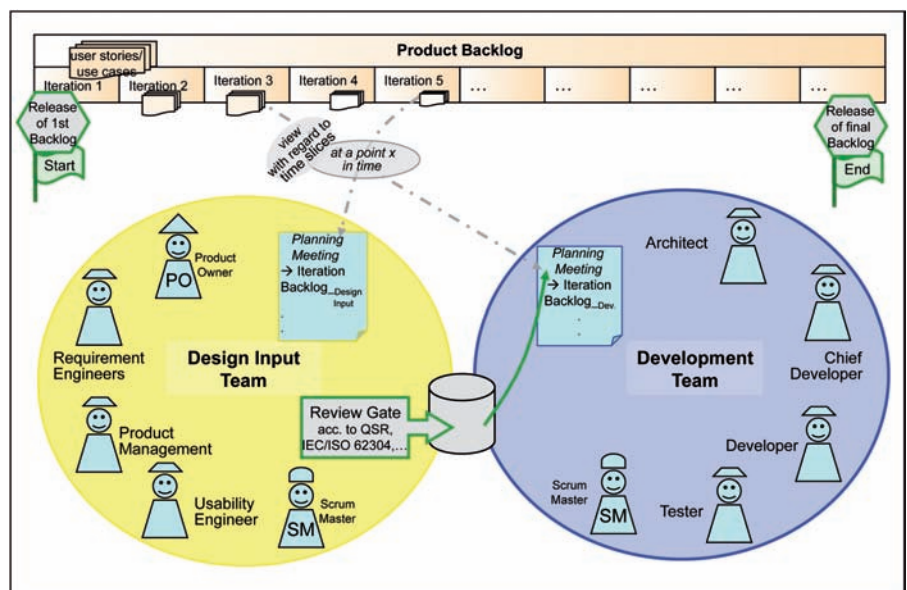 Product Backlog
user stories/
use cases
Iteration 1
Iteration 2
Iteration 3
Iteration 4
Iteration 5
...
...
...
...
...
Release
of 1st
Backlog
Start
view
with regard to
time slices
at a point x
in time
Release
of final
Backlog
End
PO
Product
Owner
Planning
Meeting
→ Iteration
Backlog_Design
Input
.
.
.
Requirement
Engineers
Design Input
Team
Product
Management
Usability
Engineer
SM
Scrum
Master
Review Gate
acc. to QSR,
IEC/ISO 62304,...
Planning
Meeting
→ Iteration
Backlog_Dev.
.
.
Architect
Development
Team
Chief
Developer
Developer
Scrum
Master
SM
Tester